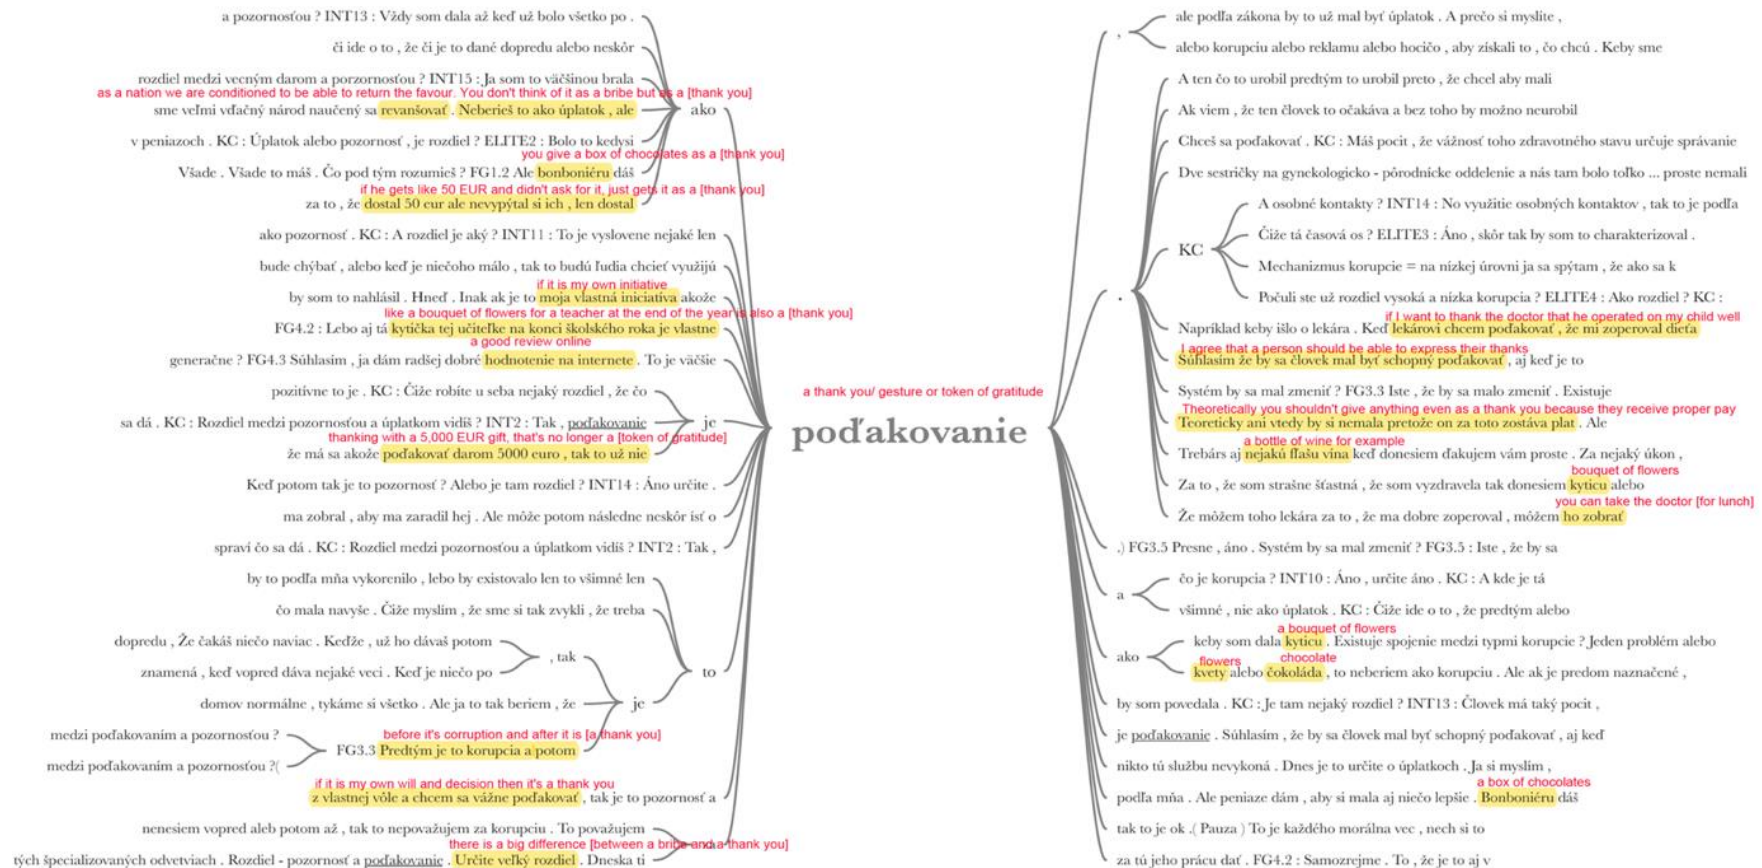 a pozornosťou ? INT13 : Vždy som dala až keď už bolo všetko po .
či ide o to , že či je to dané dopredu alebo neskôr
rozdiel medzi vecným darom a porzornosťou ? INT15 : Ja som to väčšinou brala
as a nation we are conditioned to be able to return the favour. You don't think of it as a bribe but as a [thank you]
sme veľmi vďačný národ naučený sa revanšovať . Neberieš to ako úplatok , ale
ako
v peniazoch . KC : Úplatok alebo pozornosť , je rozdiel ? ELITE2 : Bolo to kedysi
you give a box of chocolates as a [thank you]
Všade . Všade to máš . Čo pod tým rozumieš ? FG1.2 Ale bonboniéru dáš
if he gets like 50 EUR and didn't ask for it, just gets it as a [thank you]
za to , že dostal 50 eur ale nevypýtal si ich , len dostal
ako pozornosť . KC : A rozdiel je aký ? INT11 : To je vyslovene nejaké len
bude chýbať , alebo keď je niečoho málo , tak to budú ľudia chcieť využijú
if it is my own initiative
by som to nahlásil . Hneď . Inak ak je to moja vlastná iniciatíva akože
like a bouquet of flowers for a teacher at the end of the year is also a [thank you]
FG4.2 : Lebo aj tá kytička tej učiteľke na konci školského roka je vlastne
a good review online
generačne ? FG4.3 Súhlasím , ja dám radšej dobré hodnotenie na internete . To je väčšie
pozitívne to je . KC : Čiže robíte u seba nejaký rozdiel , že čo
sa dá . KC : Rozdiel medzi pozornosťou a úplatkom vidíš ? INT2 : Tak , poďakovanie
je
thanking with a 5,000 EUR gift, that's no longer a [token of gratitude]
že má sa akože poďakovať darom 5000 euro , tak to už nie
Keď potom tak je to pozornosť ? Alebo je tam rozdiel ? INT14 : Áno určite .
ma zobral , aby ma zaradil hej . Ale môže potom následne neskôr ísť o
spraví čo sa dá . KC : Rozdiel medzi pozornosťou a úplatkom vidíš ? INT2 : Tak ,
by to podľa mňa vykorenilo , lebo by existovalo len to všimné len
čo mala navyše . Čiže myslím , že sme si tak zvykli , že treba
dopredu , Že čakáš niečo naviac . Keďže , už ho dávaš potom
, tak
znamená , keď vopred dáva nejaké veci . Keď je niečo po
to
domov normálne , tykáme si všetko . Ale ja to tak beriem , že
je
medzi poďakovaním a pozornosťou ?
before it's corruption and after it is [a thank you]
FG3.3 Predtým je to korupcia a potom
medzi poďakovaním a pozornosťou ?(
if it is my own will and decision then it's a thank you
z vlastnej vôle a chcem sa vážne poďakovať , tak je to pozornosť a
nenesiem vopred aleb potom až , tak to nepovažujem za korupciu . To považujem
there is a big difference [between a bribe and a thank you]
tých špecializovaných odvetviach . Rozdiel - pozornosť a poďakovanie . Určite veľký rozdiel . Dneska ti
a thank you/ gesture or token of gratitude
poďakovanie
,
ale podľa zákona by to už mal byť úplatok . A prečo si myslíte ,
alebo korupciu alebo reklamu alebo hocičo , aby získali to , čo chcú . Keby sme
A ten čo to urobil predtým to urobil preto , že chcel aby mali
Ak viem , že ten človek to očakáva a bez toho by možno neurobil
Chceš sa poďakovať . KC : Máš pocit , že vážnosť toho zdravotného stavu určuje správanie
Dve sestričky na gynekologicko - pôrodnícke oddelenie a nás tam bolo toľko ... proste nemali
A osobné kontakty ? INT14 : No využitie osobných kontaktov , tak to je podľa
Čiže tá časová os ? ELITE3 : Áno , skôr tak by som to charakterizoval .
KC
Mechanizmus korupcie = na nízkej úrovni ja sa spýtam , že ako sa k
Počuli ste už rozdiel vysoká a nízka korupcia ? ELITE4 : Ako rozdiel ? KC :
.
if I want to thank the doctor that he operated on my child well
Napríklad keby išlo o lekára . Keď lekárovi chcem poďakovať , že mi zoperoval dieťa
I agree that a person should be able to express their thanks
Súhlasím že by sa človek mal byť schopný poďakovať , aj keď je to
Systém by sa mal zmeniť ? FG3.3 Iste , že by sa malo zmeniť . Existuje
Theoretically you shouldn't give anything even as a thank you because they receive proper pay
Teoreticky ani vtedy by si nemala pretože on za toto zostáva plat . Ale
a bottle of wine for example
Trebárs aj nejakú fľašu vína keď donesiem ďakujem vám proste . Za nejaký úkon ,
bouquet of flowers
Za to , že som strašne šťastná , že som vyzdravela tak donesiem kyticu alebo
you can take the doctor [for lunch]
Že môžem toho lekára za to , že ma dobre zoperoval , môžem ho zobrať
.) FG3.5 Presne , áno . Systém by sa mal zmeniť ? FG3.5 : Iste , že by sa
čo je korupcia ? INT10 : Áno , určite áno . KC : A kde je tá
a
všimné , nie ako úplatok . KC : Čiže ide o to , že predtým alebo
a bouquet of flowers
keby som dala kyticu . Existuje spojenie medzi typmi korupcie ? Jeden problém alebo
ako
flowers chocolate
kvety alebo čokoláda , to neberiem ako korupciu . Ale ak je predom naznačené ,
by som povedala . KC : Je tam nejaký rozdiel ? INT13 : Človek má taký pocit ,
je poďakovanie . Súhlasím , že by sa človek mal byť schopný poďakovať , aj keď
nikto tú službu nevykoná . Dnes je to určite o úplatkoch . Ja si myslím ,
a box of chocolates
podľa mňa . Ale peniaze dám , aby si mala aj niečo lepšie . Bonboniéru dáš
tak to je ok .( Pauza ) To je každého morálna vec , nech si to
za tú jeho prácu dať . FG4.2 : Samozrejme . To , že je to aj v